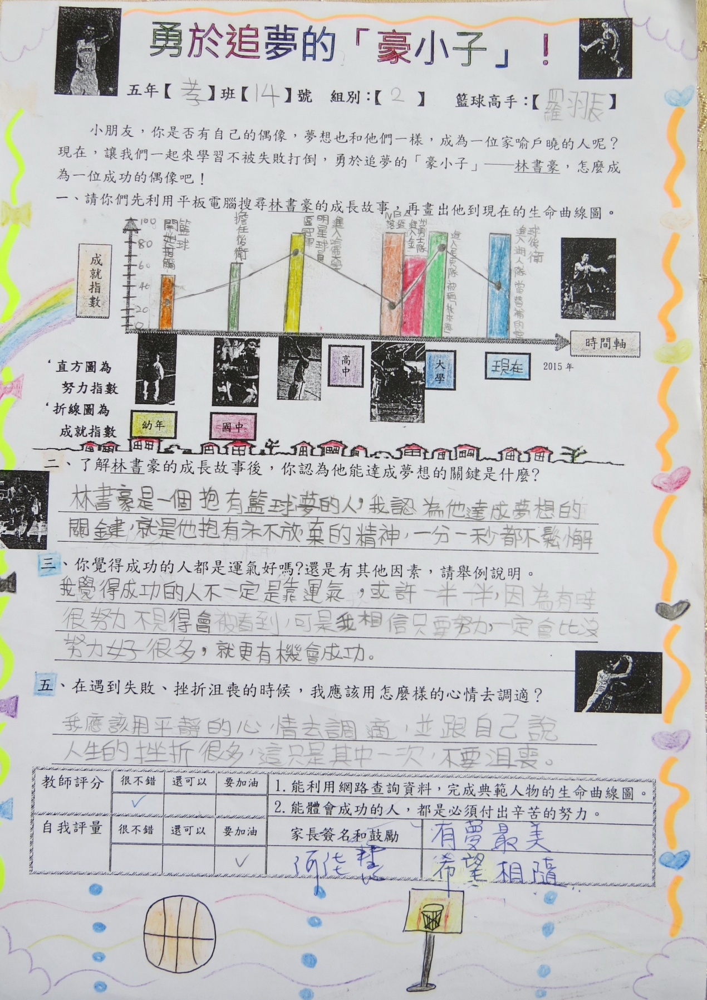 勇於追夢的「豪小子」！
五年【孝】班【14】號 組別：【2】 籃球高手：【羅羽辰】
小朋友，你是否有自己的偶像，夢想也和他們一樣，成為一位家喻戶曉的人呢？
現在，讓我們一起來學習不被失敗打倒，勇於追夢的「豪小子」——林書豪，怎麼成
為一位成功的偶像吧！
一、請你們先利用平板電腦搜尋林書豪的成長故事，再畫出他到現在的生命曲線圖。
成就指數
100
80
60
40
20
0
開始接觸籃球
擔任後衛
區冠軍
明星球員
進入哈佛大學
NBA落選
進入金州勇士隊
進入尼克隊 被稱「林來瘋」
進入湖人隊當替補的控球後衛
時間軸
直方圖為
努力指數
折線圖為
成就指數
幼年
國中
高中
大學
現在
2015 年
二、了解林書豪的成長故事後，你認為他能達成夢想的關鍵是什麼?
林書豪是一個抱有籃球夢的人，我認為他達成夢想的
關鍵，就是他抱有永不放棄的精神，一分一秒都不鬆懈
三、你覺得成功的人都是運氣好嗎?還是有其他因素，請舉例說明。
我覺得成功的人不一定是靠運氣，或許一半一半，因為有時
很努力不見得會被看到，可是我相信只要努力，一定會比沒
努力好很多，就更有機會成功。
五、在遇到失敗、挫折沮喪的時候，我應該用怎麼樣的心情去調適？
我應該用平靜的心情去調適，並跟自己說
人生的挫折很多，這只是其中一次，不要沮喪。
教師評分 很不錯 還可以 要加油
✓
1. 能利用網路查詢資料，完成典範人物的生命曲線圖。
2. 能體會成功的人，都是必須付出辛苦的努力。
自我評量 很不錯 還可以 要加油
✓
家長簽名和鼓勵
有夢最美
希望相隨